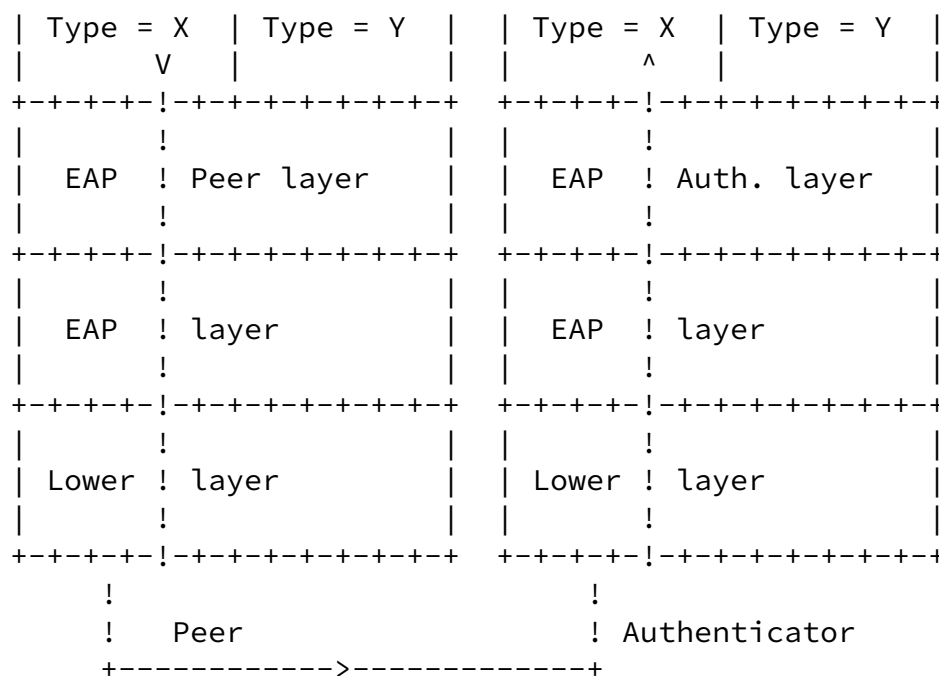 | Type = X  | Type = Y  |  | Type = X  | Type = Y  |
|        V  |           |  |        ^  |           |
+-+-+-+-!-+-+-+-+-+-+-+-+  +-+-+-+-!-+-+-+-+-+-+-+-+
|       !               |  |       !               |
|  EAP  ! Peer layer    |  |  EAP  ! Auth. layer   |
|       !               |  |       !               |
+-+-+-+-!-+-+-+-+-+-+-+-+  +-+-+-+-!-+-+-+-+-+-+-+-+
|       !               |  |       !               |
|  EAP  ! layer         |  |  EAP  ! layer         |
|       !               |  |       !               |
+-+-+-+-!-+-+-+-+-+-+-+-+  +-+-+-+-!-+-+-+-+-+-+-+-+
|       !               |  |       !               |
| Lower ! layer         |  | Lower ! layer         |
|       !               |  |       !               |
+-+-+-+-!-+-+-+-+-+-+-+-+  +-+-+-+-!-+-+-+-+-+-+-+-+
     !                          !
     !   Peer                   ! Authenticator
     +------------>-------------+